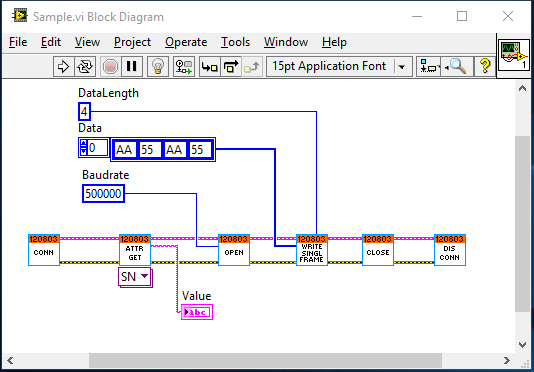 Sample.vi Block Diagram
File Edit View Project Operate Tools Window Help
15pt Application Font
1
DataLength
4
Data
0 AA 55 AA 55
Baudrate
500000
120803 120803 120803 120803 120803 120803
CONN ATTR GET OPEN WRITE SINGL FRAME CLOSE DIS CONN
SN
Value
abc